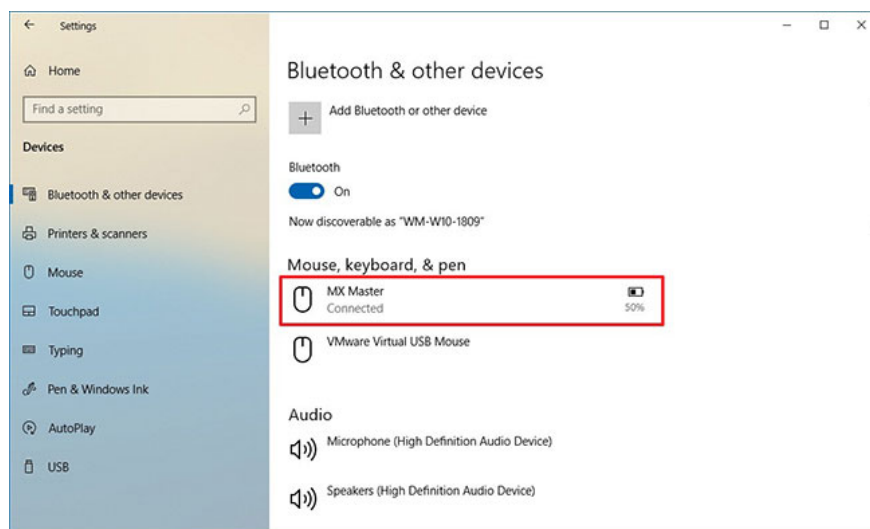 Settings
Home
Find a setting
Devices
Bluetooth & other devices
Printers & scanners
Mouse
Touchpad
Typing
Pen & Windows Ink
AutoPlay
USB
Bluetooth & other devices
Add Bluetooth or other device
Bluetooth
On
Now discoverable as "WM-W10-1809"
Mouse, keyboard, & pen
MX Master
Connected
50%
VMware Virtual USB Mouse
Audio
Microphone (High Definition Audio Device)
Speakers (High Definition Audio Device)